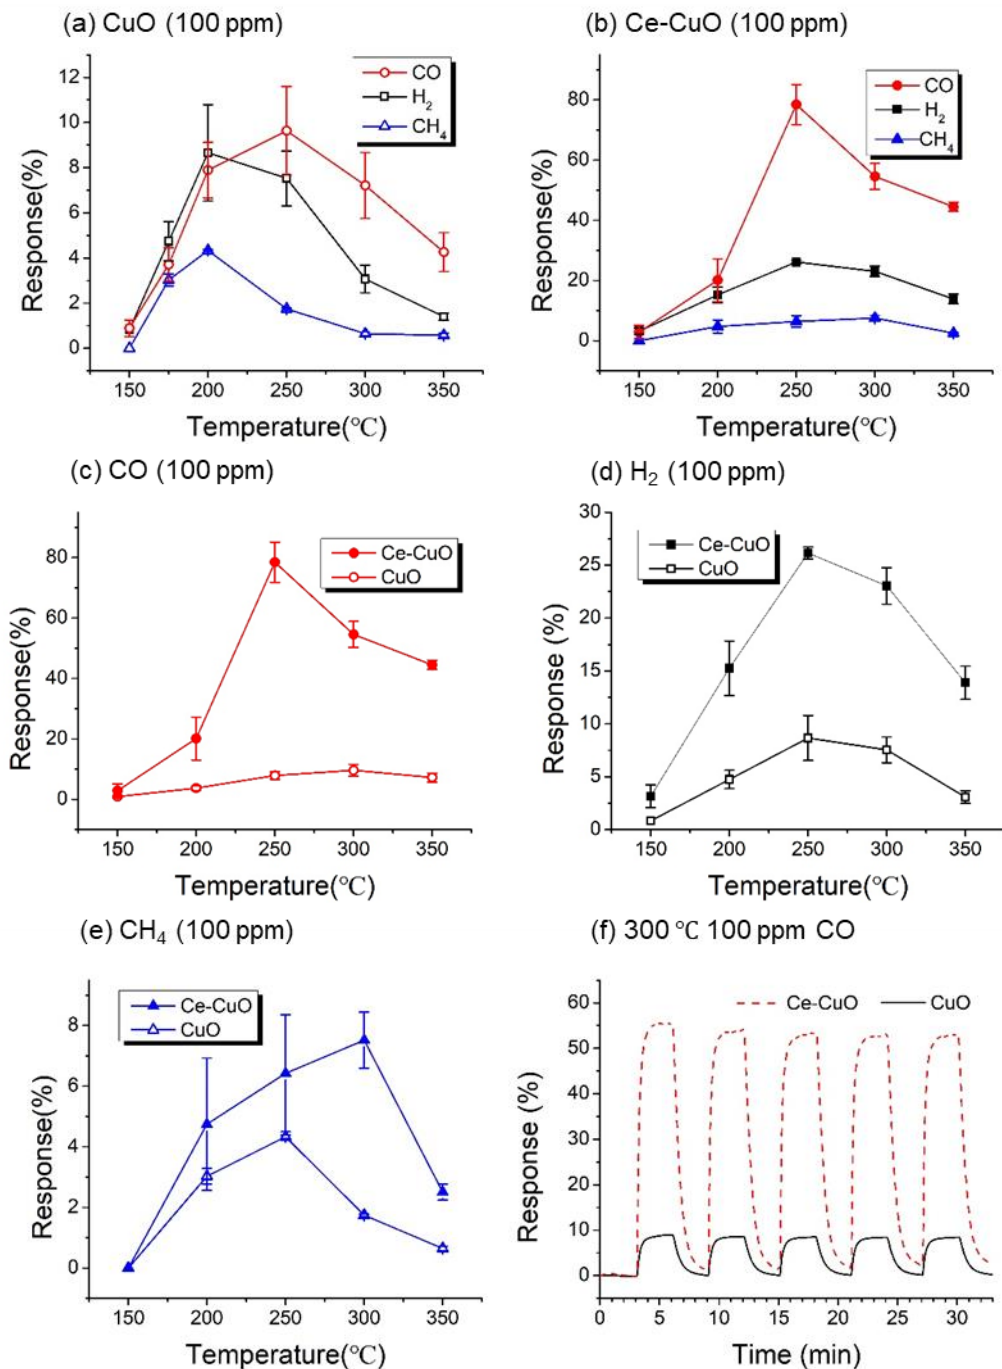 (a) CuO (100 ppm)
CO
H₂
CH₄
12
10
8
6
4
2
0
Response(%)
150 200 250 300 350
Temperature(℃)
(b) Ce-CuO (100 ppm)
CO
H₂
CH₄
80
60
40
20
0
Response(%)
150 200 250 300 350
Temperature(℃)
(c) CO (100 ppm)
Ce-CuO
CuO
80
60
40
20
0
Response(%)
150 200 250 300 350
Temperature(℃)
(d) H₂ (100 ppm)
Ce-CuO
CuO
30
25
20
15
10
5
0
Response (%)
150 200 250 300 350
Temperature(℃)
(e) CH₄ (100 ppm)
Ce-CuO
CuO
8
6
4
2
0
Response(%)
150 200 250 300 350
Temperature(℃)
(f) 300 ℃ 100 ppm CO
Ce-CuO CuO
60
50
40
30
20
10
0
Response (%)
0 5 10 15 20 25 30
Time (min)